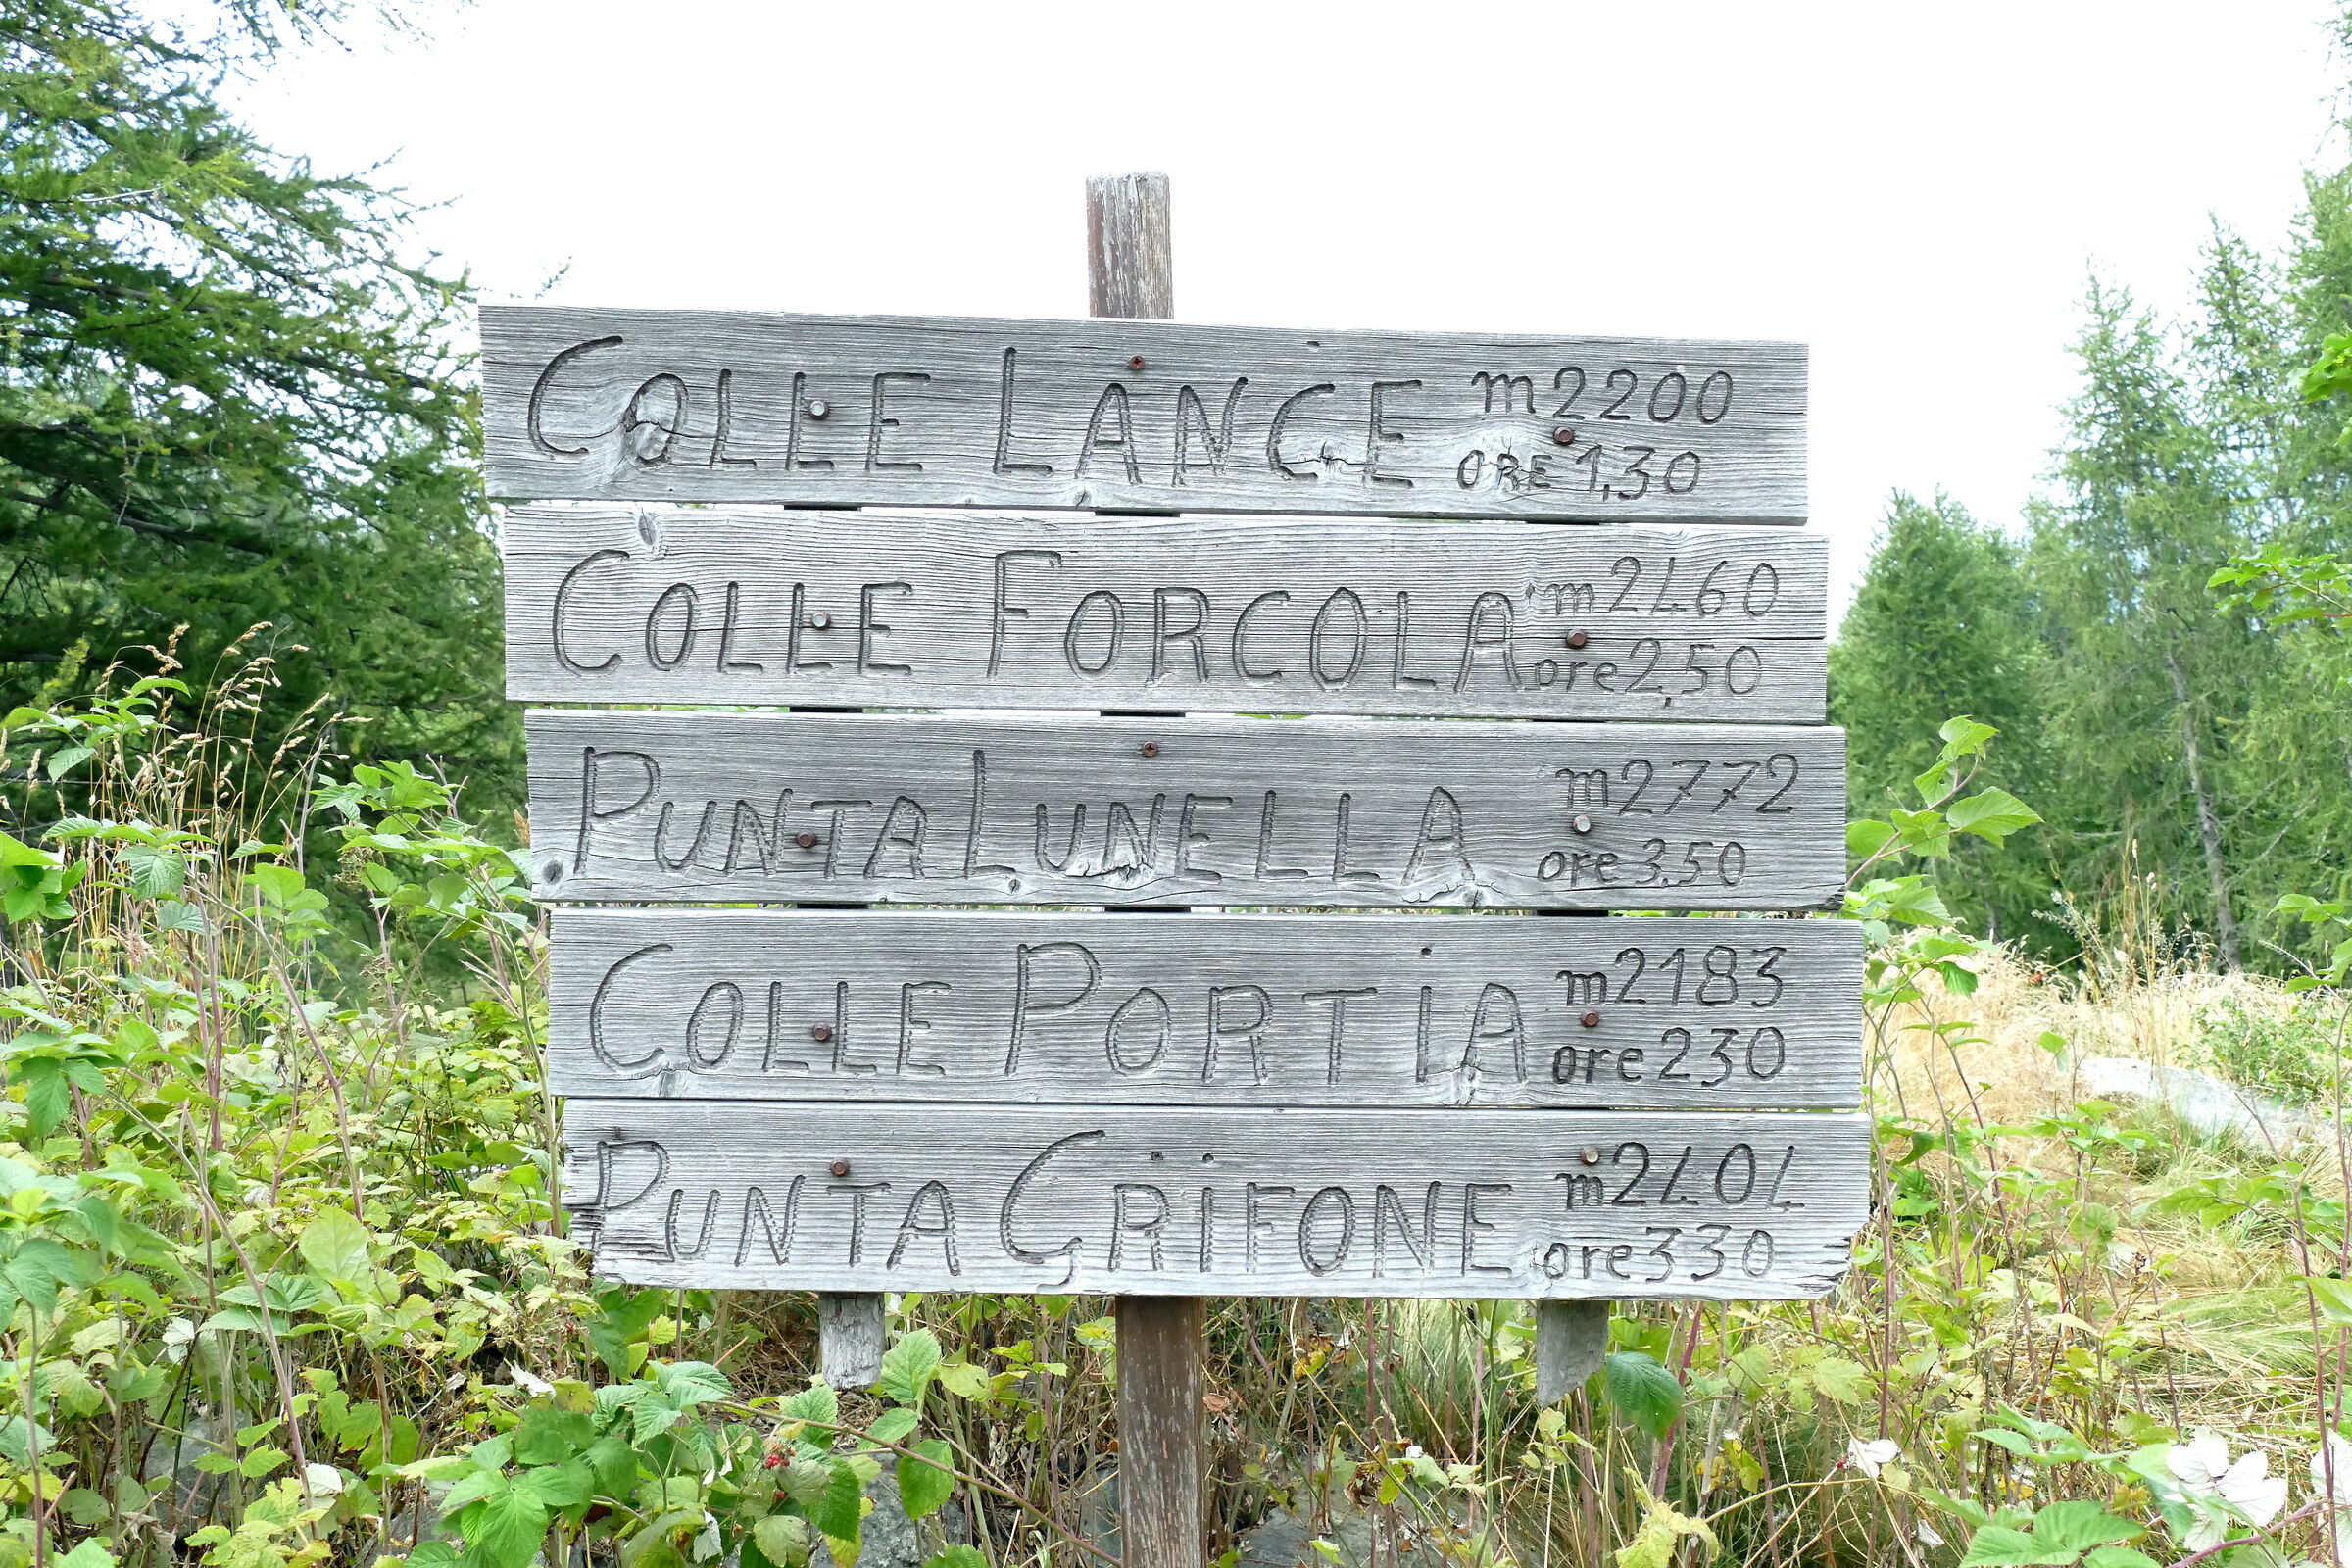 COLLE LANCE m2200
ORE 1,30
COLLE FORCOLA m2460
ore 2,50
PUNTA LUNELLA m2772
ore 3,50
COLLE PORTiA m2183
ore 230
PUNTA GRiFONE m2404
ore 330